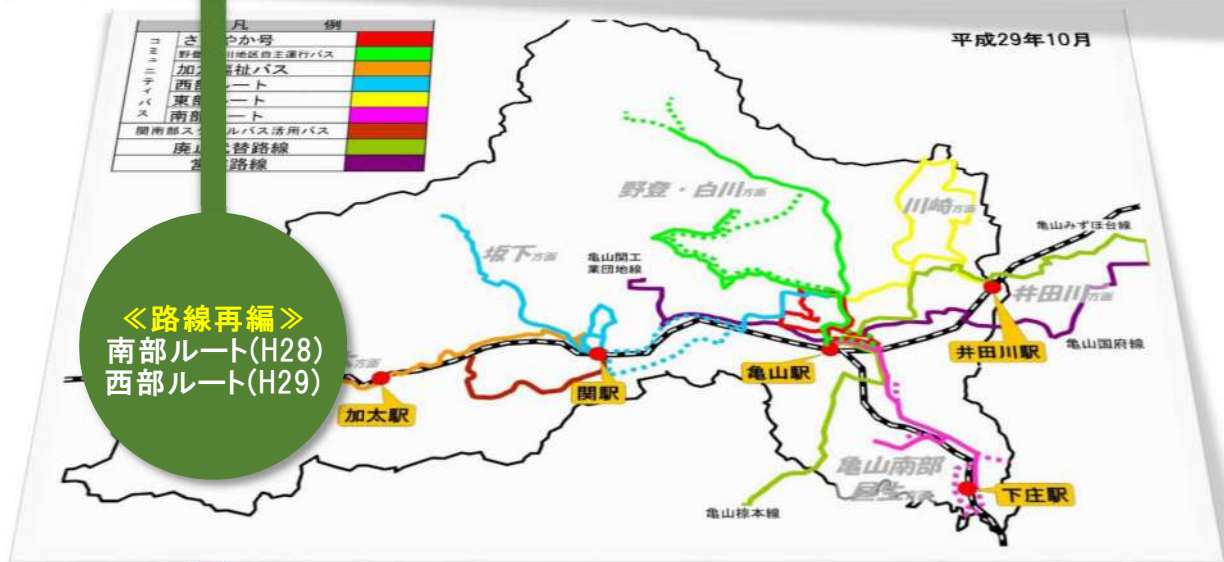 凡 例
平成29年10月
コミュニティバス
さ やか号
野登 川地区自主運行バス
加太福祉バス
西部ルート
東部ルート
南部ルート
関南部スクールバス活用バス
廃止代替路線
営 路線
野登・白川方面
川崎方面
亀山みずほ台線
坂下方面
亀山関工
業団地線
井田川方面
≪路線再編≫
南部ルート(H28)
西部ルート(H29)
方面
井田川駅
亀山国府線
亀山駅
関駅
加太駅
亀山南部
昼生方面
下庄駅
亀山椋本線